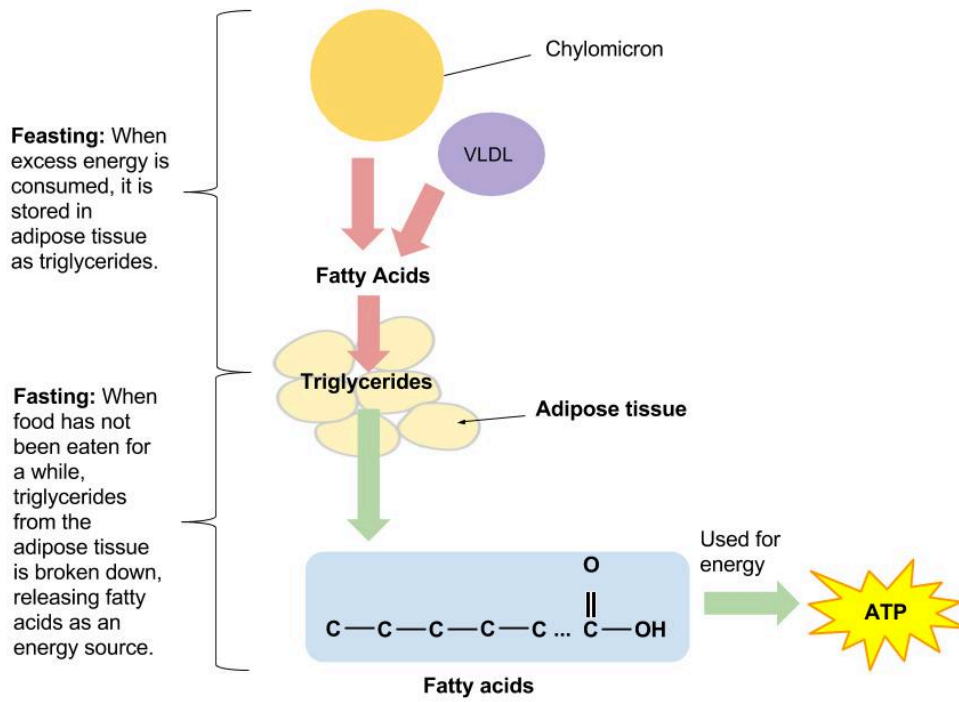 Chylomicron
VLDL
Feasting: When
excess energy is
consumed, it is
stored in
adipose tissue
as triglycerides.
Fatty Acids
Triglycerides
Adipose tissue
Fasting: When
food has not
been eaten for
a while,
triglycerides
from the
adipose tissue
is broken down,
releasing fatty
acids as an
energy source.
Used for
energy
O
C — C — C — C — C ... C — OH
ATP
Fatty acids